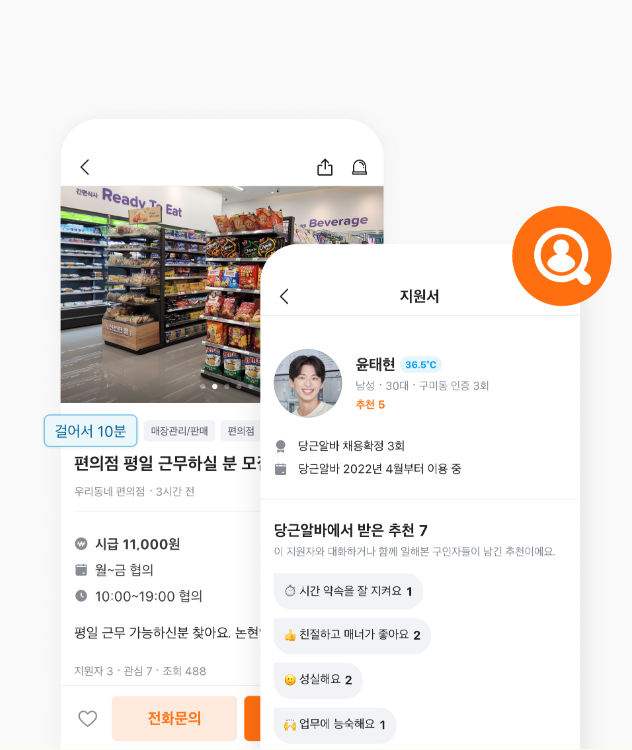 간편식사 Ready To Eat
Beverage
걸어서 10분
매장관리/판매
편의점
편의점 평일 근무하실 분 모집
우리동네 편의점 · 3시간 전
시급 11,000원
월~금 협의
10:00~19:00 협의
평일 근무 가능하신분 찾아요. 논현
지원자 3 · 관심 7 · 조회 488
전화문의
지원서
윤태현 36.5°C
남성 · 30대 · 구미동 인증 3회
추천 5
당근알바 채용확정 3회
당근알바 2022년 4월부터 이용 중
당근알바에서 받은 추천 7
이 지원자와 대화하거나 함께 일해본 구인자들이 남긴 추천이에요.
시간 약속을 잘 지켜요 1
👍 친절하고 매너가 좋아요 2
성실해요 2
🙌 업무에 능숙해요 1